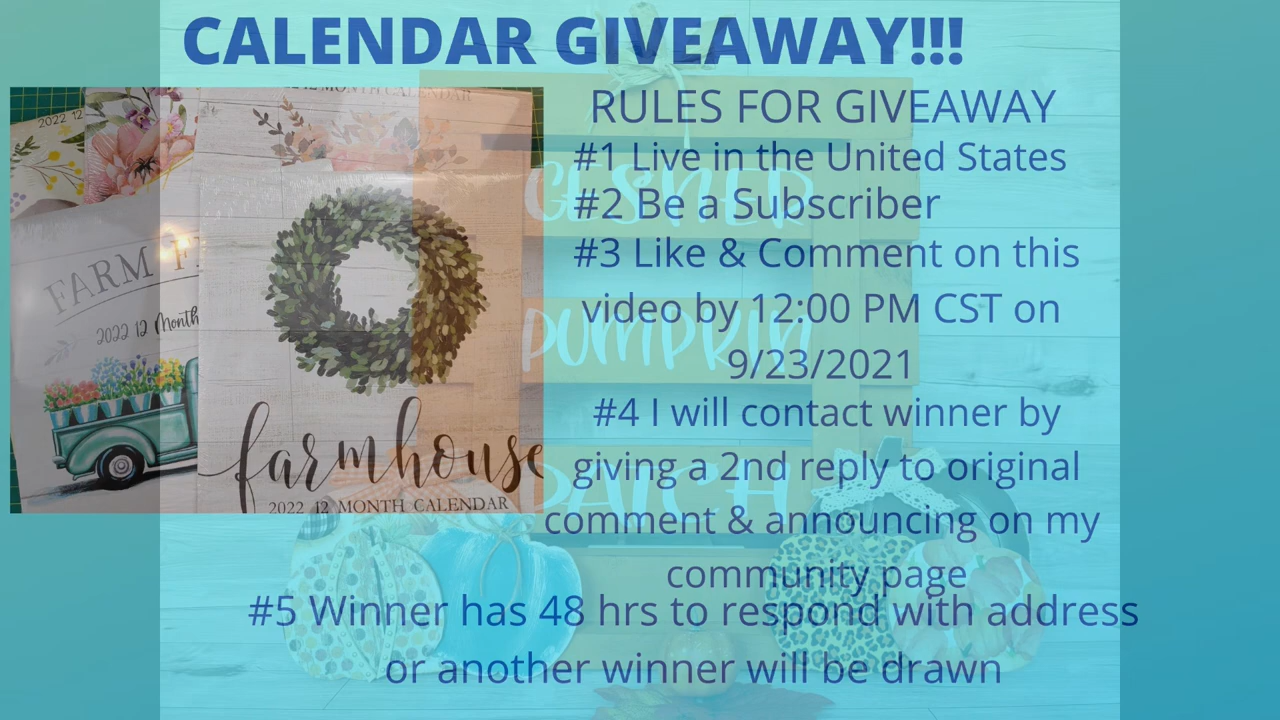 CALENDAR GIVEAWAY!!!
RULES FOR GIVEAWAY
#1 Live in the United States
#2 Be a Subscriber
#3 Like & Comment on this
video by 12:00 PM CST on
9/23/2021
#4 I will contact winner by
giving a 2nd reply to original
comment & announcing on my
community page
#5 Winner has 48 hrs to respond with address
or another winner will be drawn
2022 12
12 MONTH CALENDAR
FARM F
2022 12 Month
farmhouse
2022 12 MONTH CALENDAR
PUMPKIN
PATCH